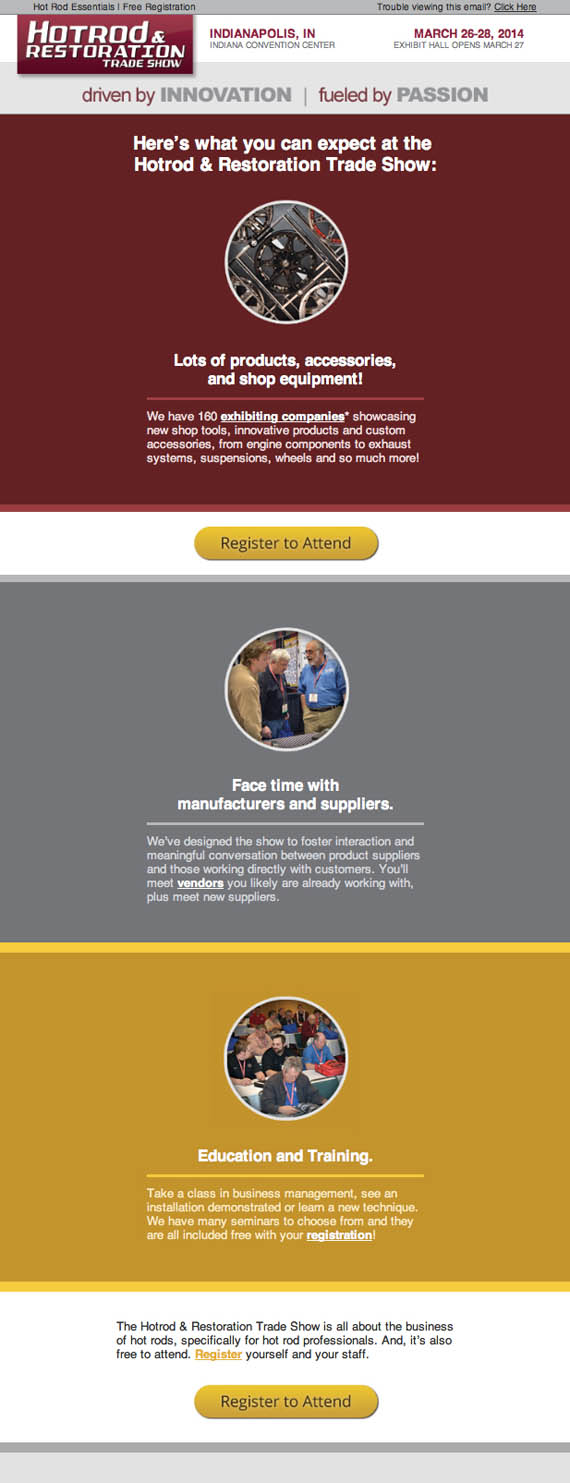 Hot Rod Essentials | Free Registration
Trouble viewing this email? Click Here
HOTROD &
RESTORATION
TRADE SHOW
INDIANAPOLIS, IN
INDIANA CONVENTION CENTER
MARCH 26-28, 2014
EXHIBIT HALL OPENS MARCH 27
driven by INNOVATION | fueled by PASSION
Here's what you can expect at the
Hotrod & Restoration Trade Show:
Lots of products, accessories,
and shop equipment!
We have 160 exhibiting companies* showcasing
new shop tools, innovative products and custom
accessories, from engine components to exhaust
systems, suspensions, wheels and so much more!
Register to Attend
Face time with
manufacturers and suppliers.
We've designed the show to foster interaction and
meaningful conversation between product suppliers
and those working directly with customers. You'll
meet vendors you likely are already working with,
plus meet new suppliers.
Education and Training.
Take a class in business management, see an
installation demonstrated or learn a new technique.
We have many seminars to choose from and they
are all included free with your registration!
The Hotrod & Restoration Trade Show is all about the business
of hot rods, specifically for hot rod professionals. And, it's also
free to attend. Register yourself and your staff.
Register to Attend